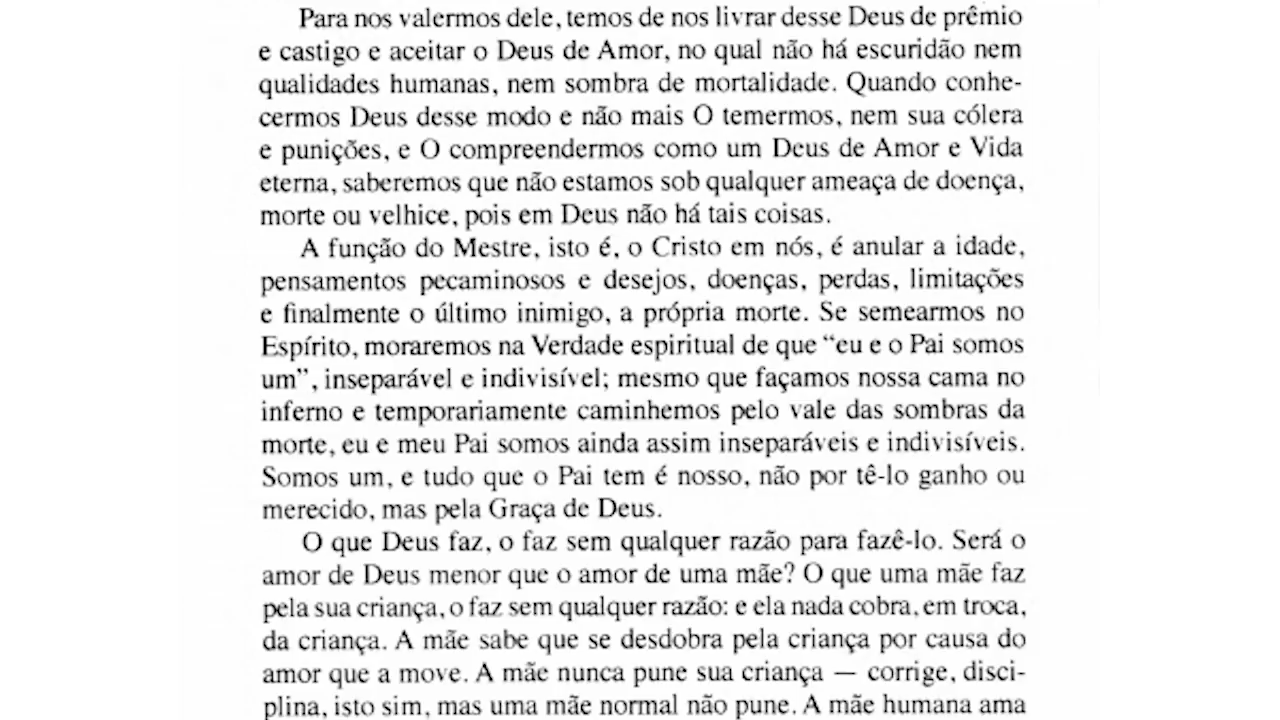 Para nos valermos dele, temos de nos livrar desse Deus de prêmio
e castigo e aceitar o Deus de Amor, no qual não há escuridão nem
qualidades humanas, nem sombra de mortalidade. Quando conhe-
cermos Deus desse modo e não mais O temermos, nem sua cólera
e punições, e O compreendermos como um Deus de Amor e Vida
eterna, saberemos que não estamos sob qualquer ameaça de doença,
morte ou velhice, pois em Deus não há tais coisas.
A função do Mestre, isto é, o Cristo em nós, é anular a idade,
pensamentos pecaminosos e desejos, doenças, perdas, limitações
e finalmente o último inimigo, a própria morte. Se semearmos no
Espírito, moraremos na Verdade espiritual de que “eu e o Pai somos
um”, inseparável e indivisível; mesmo que façamos nossa cama no
inferno e temporariamente caminhemos pelo vale das sombras da
morte, eu e meu Pai somos ainda assim inseparáveis e indivisíveis.
Somos um, e tudo que o Pai tem é nosso, não por tê-lo ganho ou
merecido, mas pela Graça de Deus.
O que Deus faz, o faz sem qualquer razão para fazê-lo. Será o
amor de Deus menor que o amor de uma mãe? O que uma mãe faz
pela sua criança, o faz sem qualquer razão: e ela nada cobra, em troca,
da criança. A mãe sabe que se desdobra pela criança por causa do
amor que a move. A mãe nunca pune sua criança — corrige, disci-
plina, isto sim, mas uma mãe normal não pune. A mãe humana ama